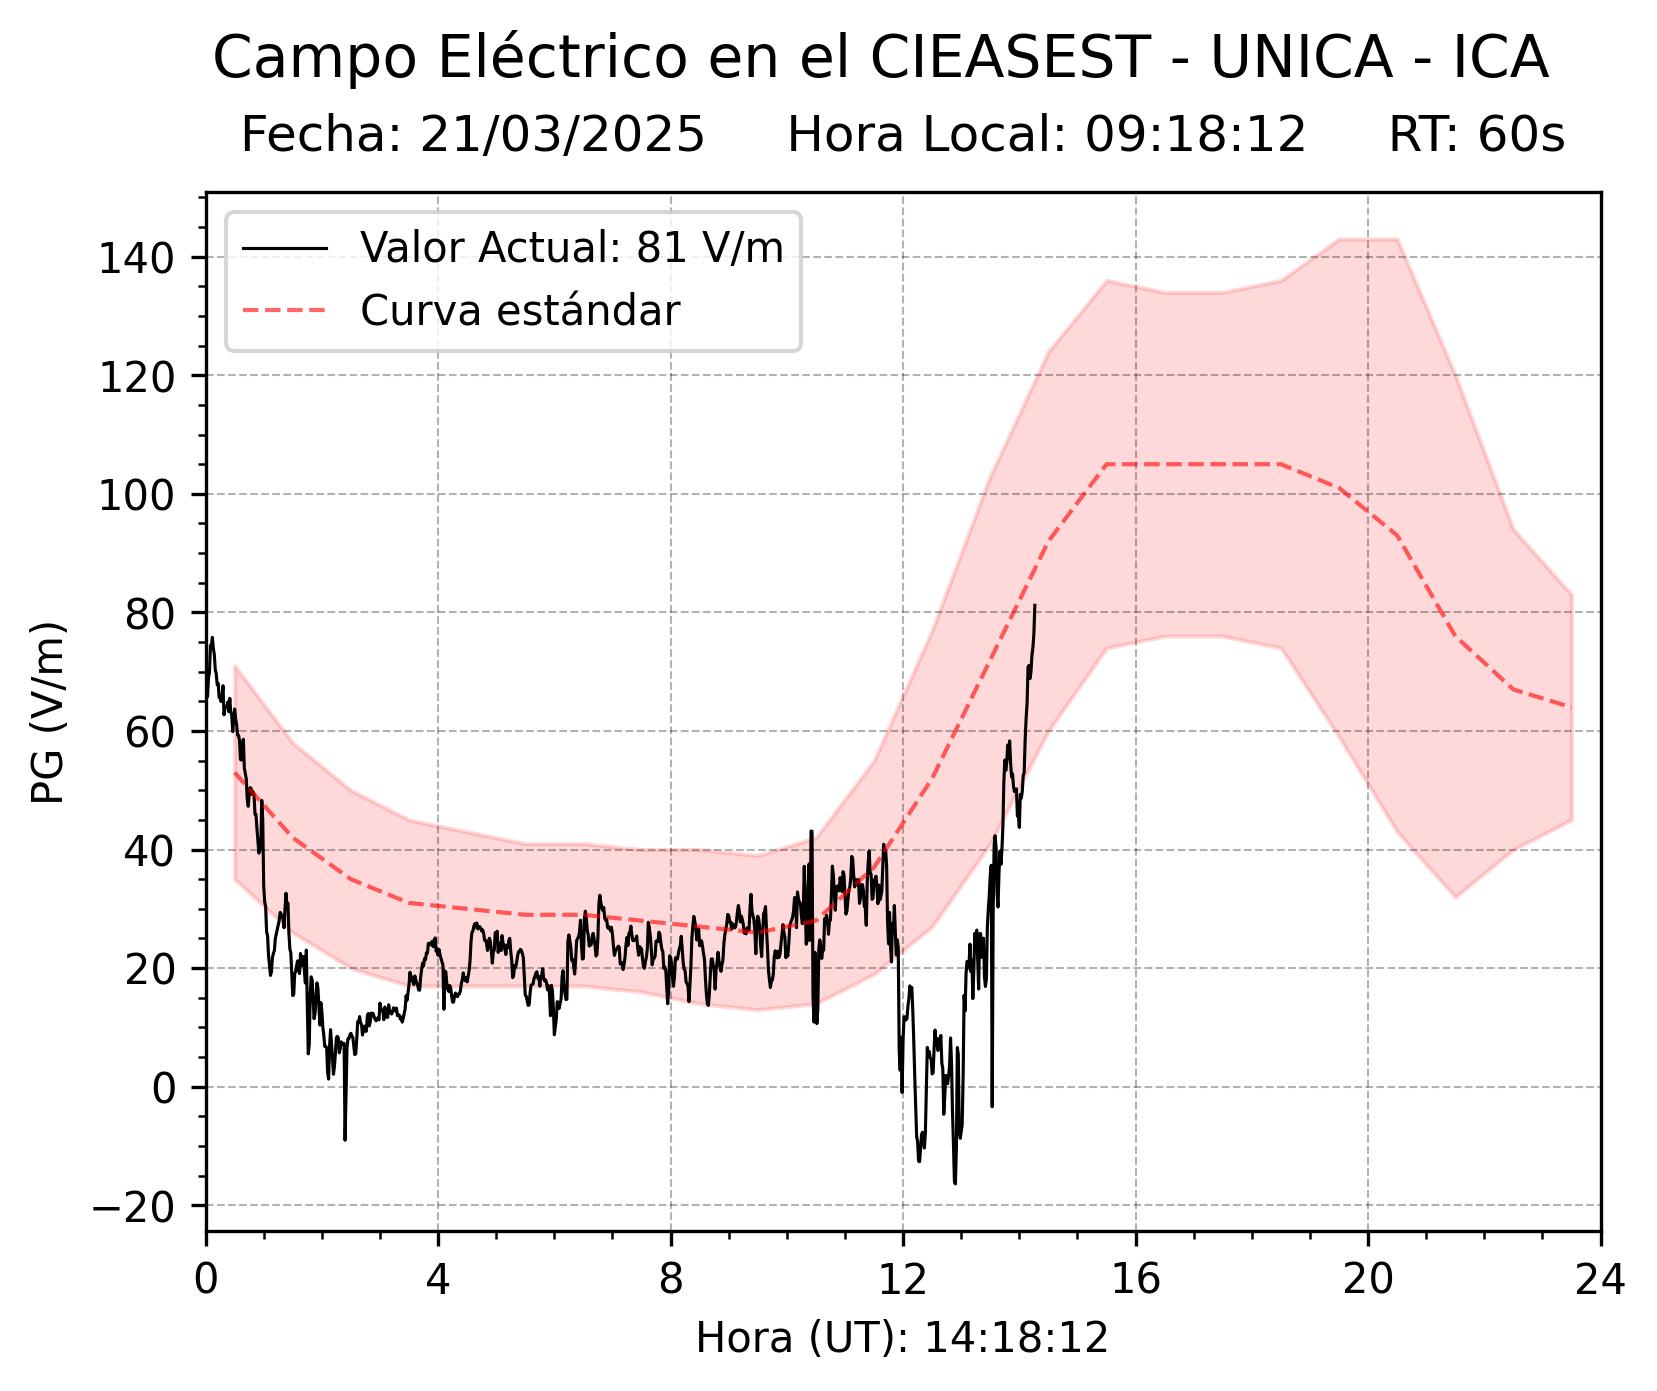 Campo Eléctrico en el CIEASEST - UNICA - ICA
Fecha: 21/03/2025 Hora Local: 09:18:12 RT: 60s
Valor Actual: 81 V/m
Curva estándar
PG (V/m)
140
120
100
80
60
40
20
0
−20
0 4 8 12 16 20 24
Hora (UT): 14:18:12